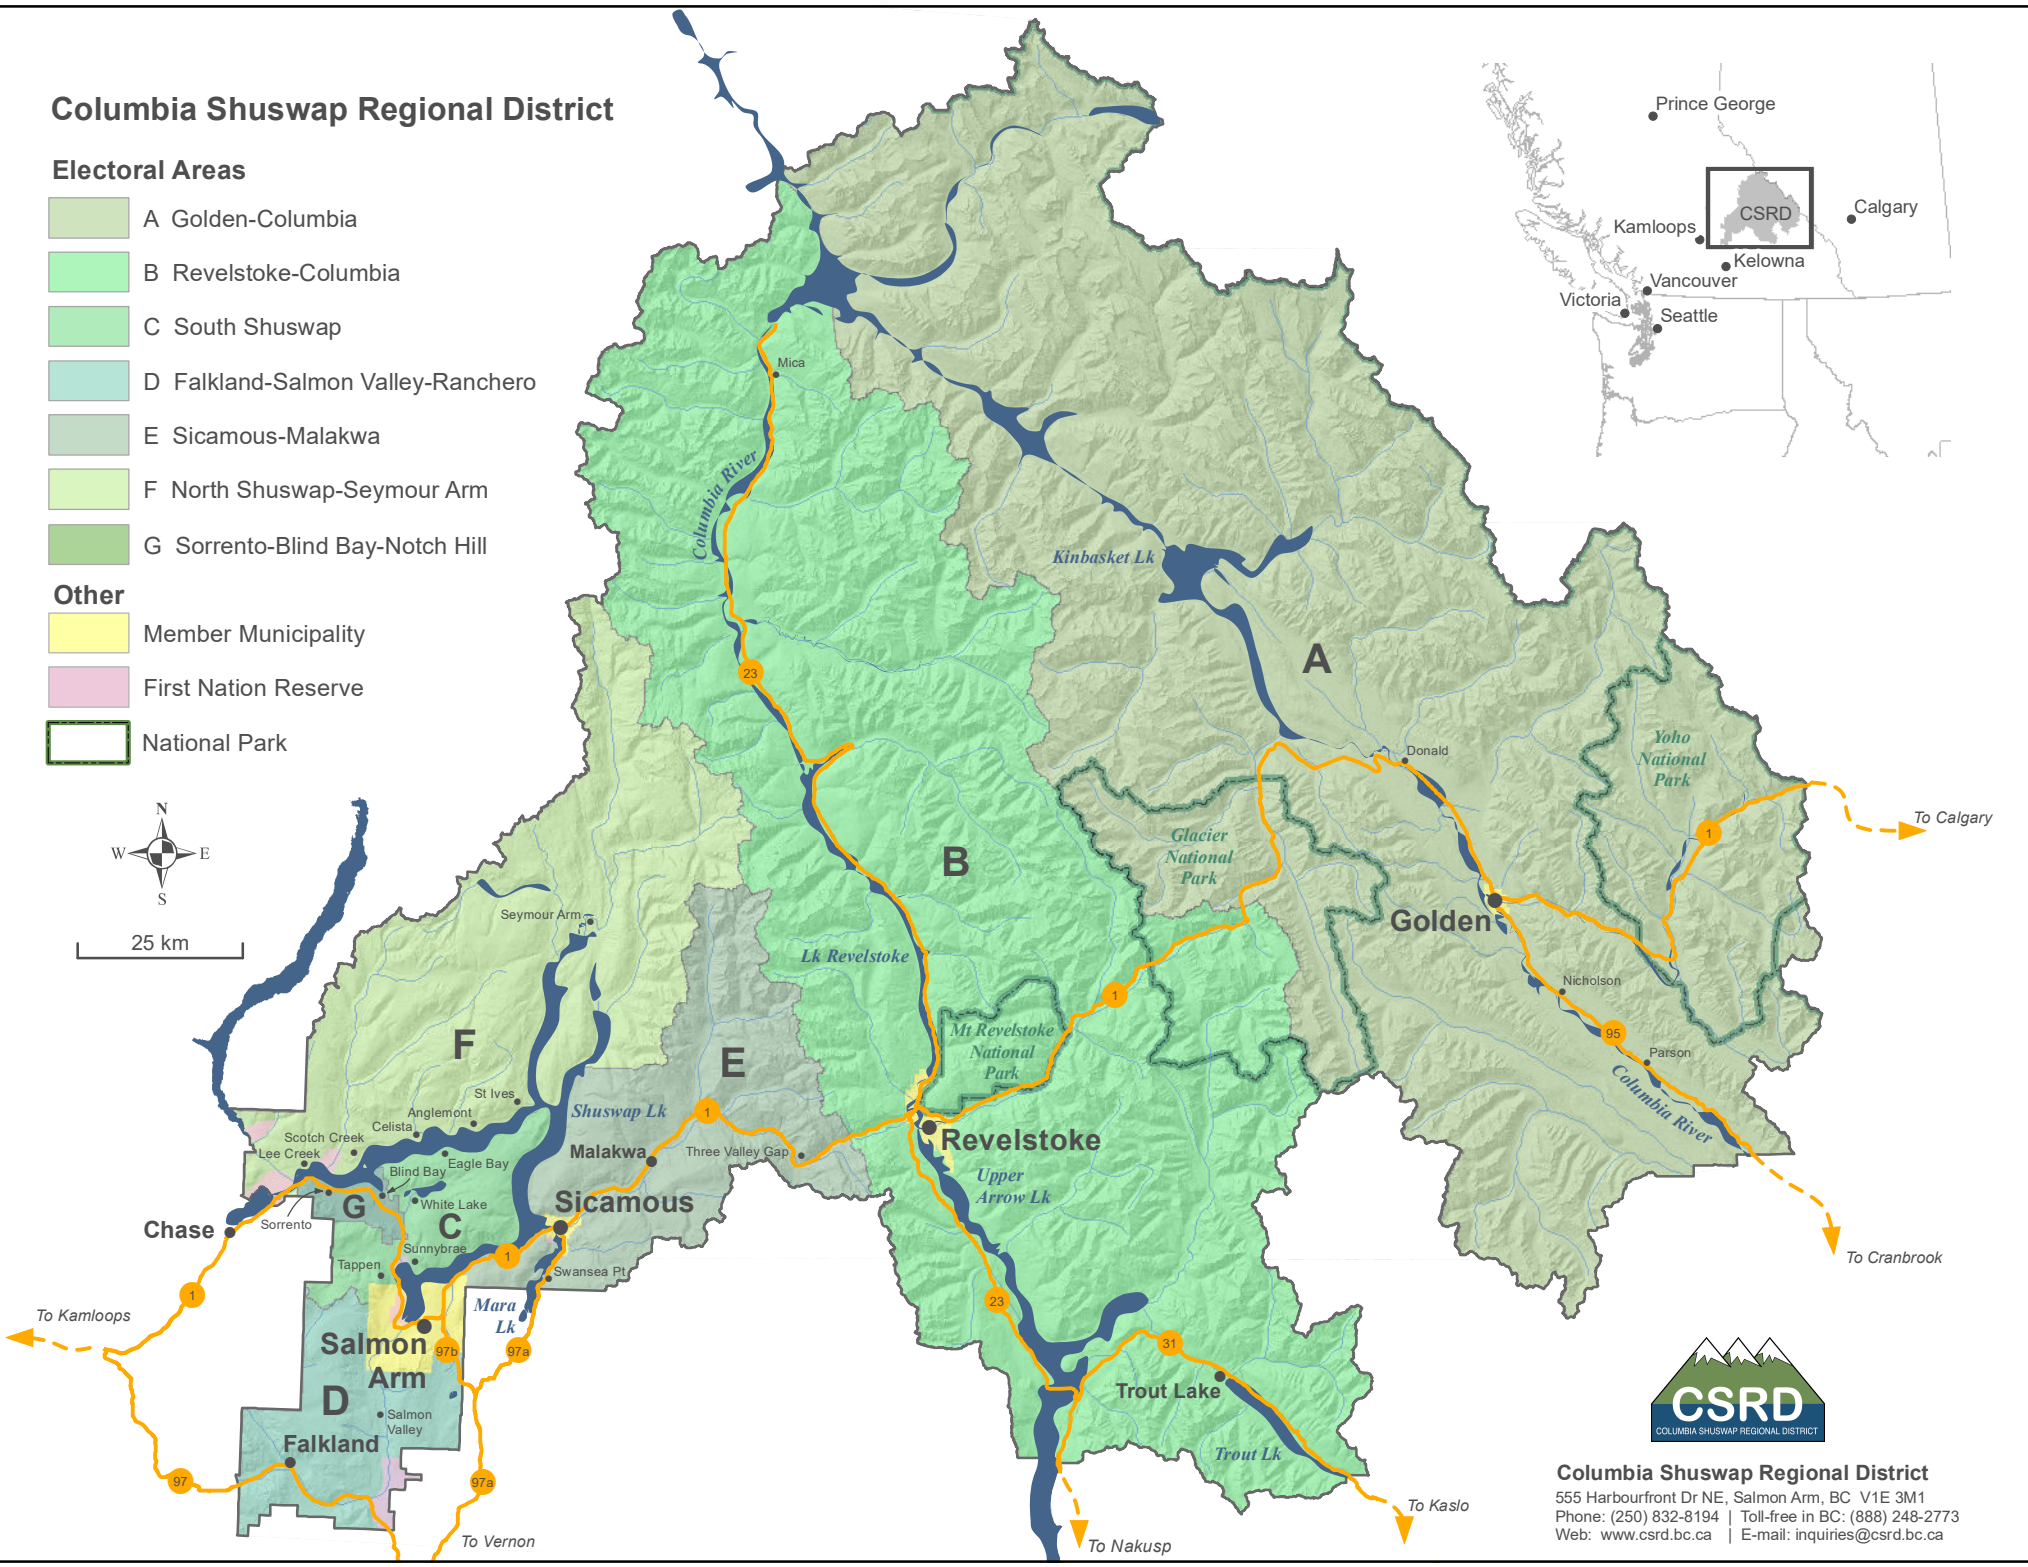 Columbia Shuswap Regional District
Electoral Areas
A Golden-Columbia
B Revelstoke-Columbia
C South Shuswap
D Falkland-Salmon Valley-Ranchero
E Sicamous-Malakwa
F North Shuswap-Seymour Arm
G Sorrento-Blind Bay-Notch Hill
Other
Member Municipality
First Nation Reserve
National Park
N
W
E
S
25 km
Prince George
CSRD
Calgary
Kamloops
Kelowna
Vancouver
Victoria
Seattle
Mica
Columbia River
Kinbasket Lk
A
23
Donald
Yoho
National
Park
To Calgary
1
Glacier
National
Park
B
Golden
Seymour Arm
Lk Revelstoke
Nicholson
1
95
F
E
Mt Revelstoke
National
Park
Parson
Columbia River
St Ives
Shuswap Lk
1
Anglemont
Celista
Scotch Creek
Lee Creek
Malakwa
Three Valley Gap
Revelstoke
Blind Bay
Eagle Bay
Upper
Arrow Lk
White Lake
Sicamous
G
C
Sorrento
Chase
Sunnybrae
1
Tappen
Swansea Pt
To Cranbrook
1
Mara
Lk
23
To Kamloops
Salmon
Arm
97b
97a
31
Trout Lake
D
Salmon
Valley
Falkland
Trout Lk
97
97a
To Vernon
To Nakusp
To Kaslo
CSRD
COLUMBIA SHUSWAP REGIONAL DISTRICT
Columbia Shuswap Regional District
555 Harbourfront Dr NE, Salmon Arm, BC V1E 3M1
Phone: (250) 832-8194 | Toll-free in BC: (888) 248-2773
Web: www.csrd.bc.ca | E-mail: inquiries@csrd.bc.ca